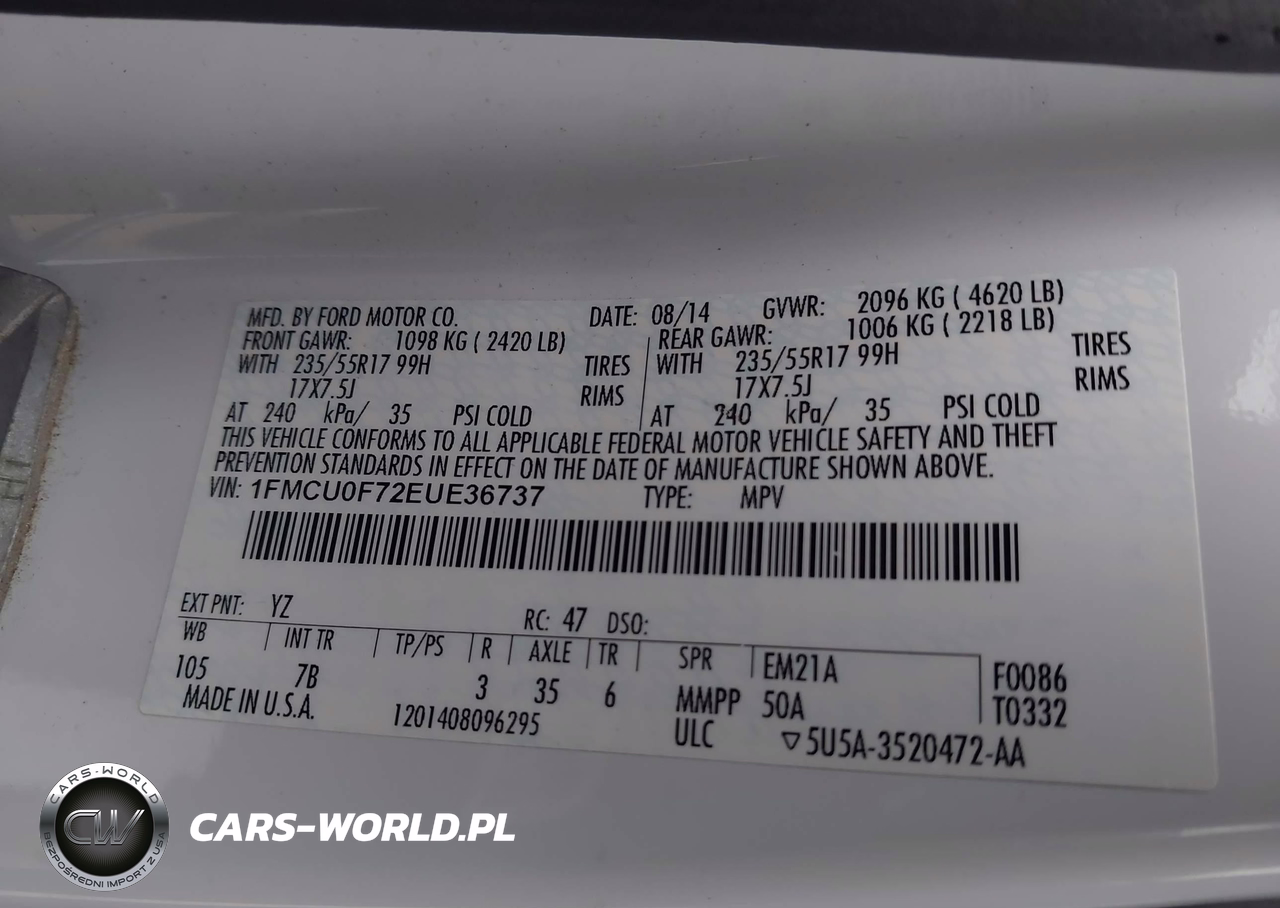 MFD. BY FORD MOTOR CO. DATE: 08/14 GVWR: 2096 KG ( 4620 LB)
FRONT GAWR: 1098 KG ( 2420 LB) REAR GAWR: 1006 KG ( 2218 LB)
WITH 235/55R17 99H TIRES WITH 235/55R17 99H TIRES
17X7.5J RIMS 17X7.5J RIMS
AT 240 kPa/ 35 PSI COLD AT 240 kPa/ 35 PSI COLD
THIS VEHICLE CONFORMS TO ALL APPLICABLE FEDERAL MOTOR VEHICLE SAFETY AND THEFT
PREVENTION STANDARDS IN EFFECT ON THE DATE OF MANUFACTURE SHOWN ABOVE.
VIN: 1FMCU0F72EUE36737 TYPE: MPV
EXT PNT: YZ RC: 47 DSO:
WB INT TR TP/PS R AXLE TR SPR EM21A F0086
105 7B 3 35 6 MMPP 50A T0332
MADE IN U.S.A. 1201408096295 ULC ▽5U5A-3520472-AA
CARS-WORLD
CW
BEZPOŚREDNI IMPORT Z USA
CARS-WORLD.PL